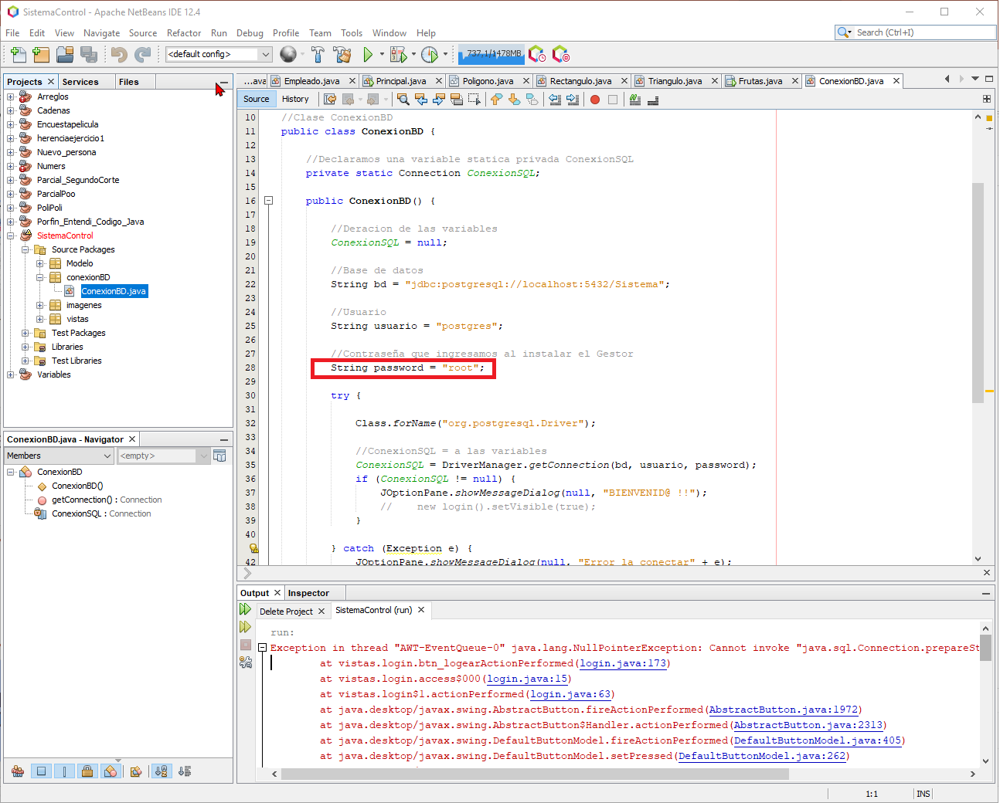 SistemaControl - Apache NetBeans IDE 12.4
File Edit View Navigate Source Refactor Run Debug Profile Team Tools Window Help
Search (Ctrl+I)
<default config>
737,1/1478MB
Projects Services Files
Arreglos
Cadenas
Encuestapelicula
herenciaejercicio1
Nuevo_persona
Numers
Parcial_SegundoCorte
ParcialPoo
PoliPoli
Porfin_Entendi_Codigo_Java
SistemaControl
Source Packages
Modelo
conexionBD
ConexionBD.java
imagenes
vistas
Test Packages
Libraries
Test Libraries
Variables
ConexionBD.java - Navigator
Members
<empty>
ConexionBD
ConexionBD()
getConnection() : Connection
ConexionSQL : Connection
...ava Empleado.java Principal.java Poligono.java Rectangulo.java Triangulo.java Frutas.java ConexionBD.java
Source History
10 //Clase ConexionBD
11 public class ConexionBD {
12
13 //Declaramos una variable statica privada ConexionSQL
14 private static Connection ConexionSQL;
15
16 public ConexionBD() {
17
18 //Deracion de las variables
19 ConexionSQL = null;
20
21 //Base de datos
22 String bd = "jdbc:postgresql://localhost:5432/Sistema";
23
24 //Usuario
25 String usuario = "postgres";
26
27 //Contraseña que ingresamos al instalar el Gestor
28 String password = "root";
29
30 try {
31
32 Class.forName("org.postgresql.Driver");
33
34 //ConexionSQL = a las variables
35 ConexionSQL = DriverManager.getConnection(bd, usuario, password);
36 if (ConexionSQL != null) {
37 JOptionPane.showMessageDialog(null, "BIENVENID@ !!");
38 // new login().setVisible(true);
39 }
40
} catch (Exception e) {
42 JOptionPane.showMessageDialog(null, "Error la conectar" + e);
Output Inspector
Delete Project SistemaControl (run)
run:
Exception in thread "AWT-EventQueue-0" java.lang.NullPointerException: Cannot invoke "java.sql.Connection.prepareSt
at vistas.login.btn_logearActionPerformed(login.java:173)
at vistas.login.access$000(login.java:15)
at vistas.login$1.actionPerformed(login.java:63)
at java.desktop/javax.swing.AbstractButton.fireActionPerformed(AbstractButton.java:1972)
at java.desktop/javax.swing.AbstractButton$Handler.actionPerformed(AbstractButton.java:2313)
at java.desktop/javax.swing.DefaultButtonModel.fireActionPerformed(DefaultButtonModel.java:405)
at java.desktop/javax.swing.DefaultButtonModel.setPressed(DefaultButtonModel.java:262)
1:1 INS